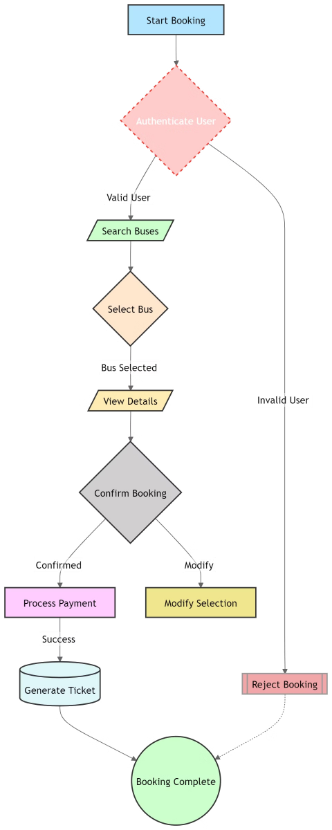 Start Booking
Authenticate User
Valid User
Search Buses
Select Bus
Bus Selected
Invalid User
View Details
Confirm Booking
Confirmed
Modify
Process Payment
Modify Selection
Success
Reject Booking
Generate Ticket
Booking Complete